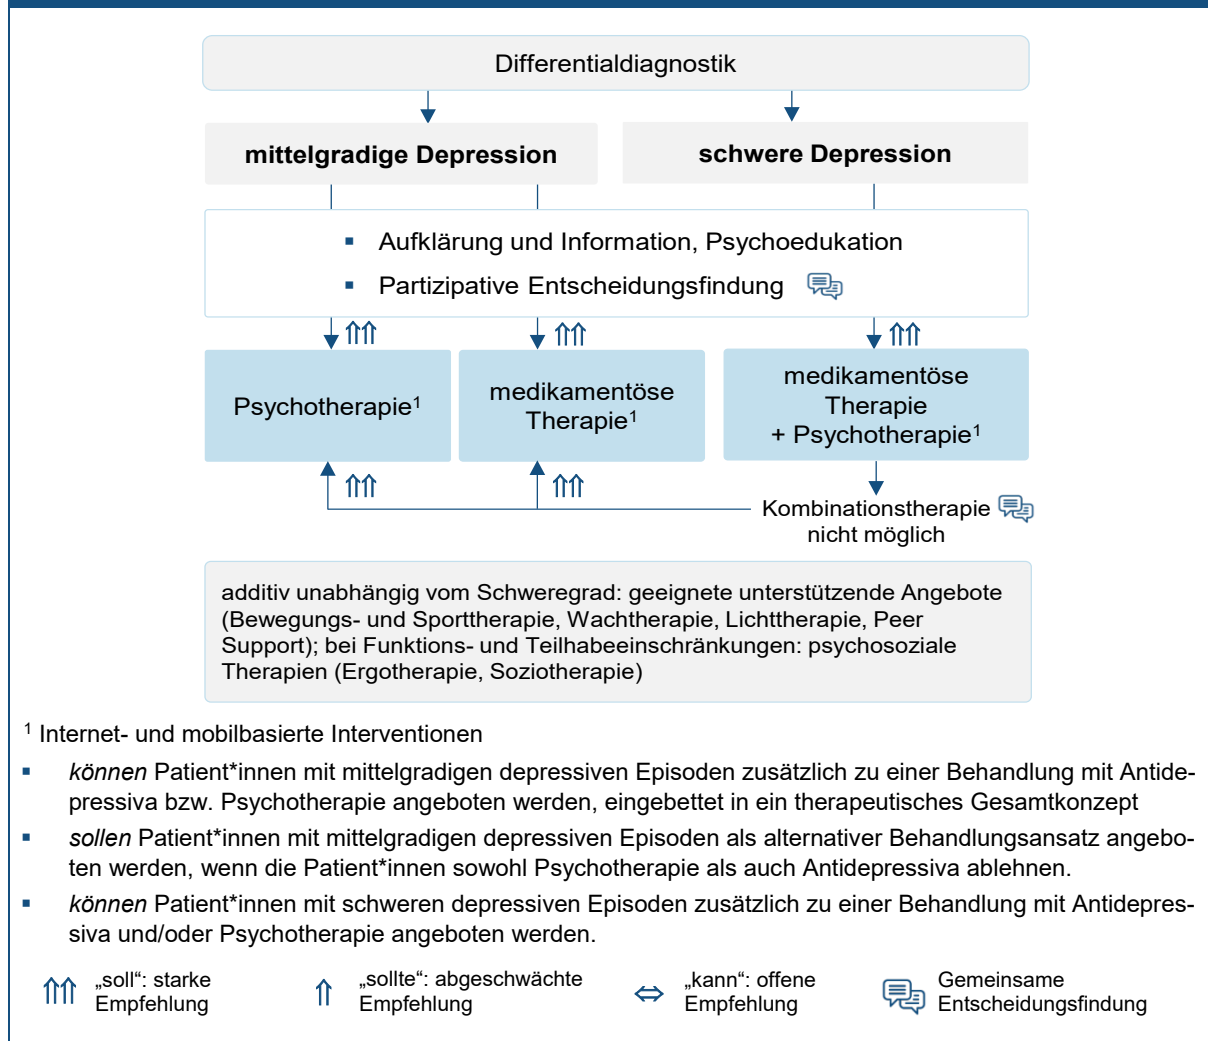 Differentialdiagnostik
mittelgradige Depression
schwere Depression
▪ Aufklärung und Information, Psychoedukation
▪ Partizipative Entscheidungsfindung
⇑⇑
⇑⇑
⇑⇑
Psychotherapie¹
medikamentöse
Therapie¹
medikamentöse
Therapie
+ Psychotherapie¹
⇑⇑
⇑⇑
Kombinationstherapie
nicht möglich
additiv unabhängig vom Schweregrad: geeignete unterstützende Angebote
(Bewegungs- und Sporttherapie, Wachtherapie, Lichttherapie, Peer
Support); bei Funktions- und Teilhabeeinschränkungen: psychosoziale
Therapien (Ergotherapie, Soziotherapie)
¹ Internet- und mobilbasierte Interventionen
▪ können Patient*innen mit mittelgradigen depressiven Episoden zusätzlich zu einer Behandlung mit Antide-
pressiva bzw. Psychotherapie angeboten werden, eingebettet in ein therapeutisches Gesamtkonzept
▪ sollen Patient*innen mit mittelgradigen depressiven Episoden als alternativer Behandlungsansatz angebo-
ten werden, wenn die Patient*innen sowohl Psychotherapie als auch Antidepressiva ablehnen.
▪ können Patient*innen mit schweren depressiven Episoden zusätzlich zu einer Behandlung mit Antidepres-
siva und/oder Psychotherapie angeboten werden.
⇑⇑ „soll“: starke
Empfehlung
⇑ „sollte“: abgeschwächte
Empfehlung
⇔ „kann“: offene
Empfehlung
Gemeinsame
Entscheidungsfindung